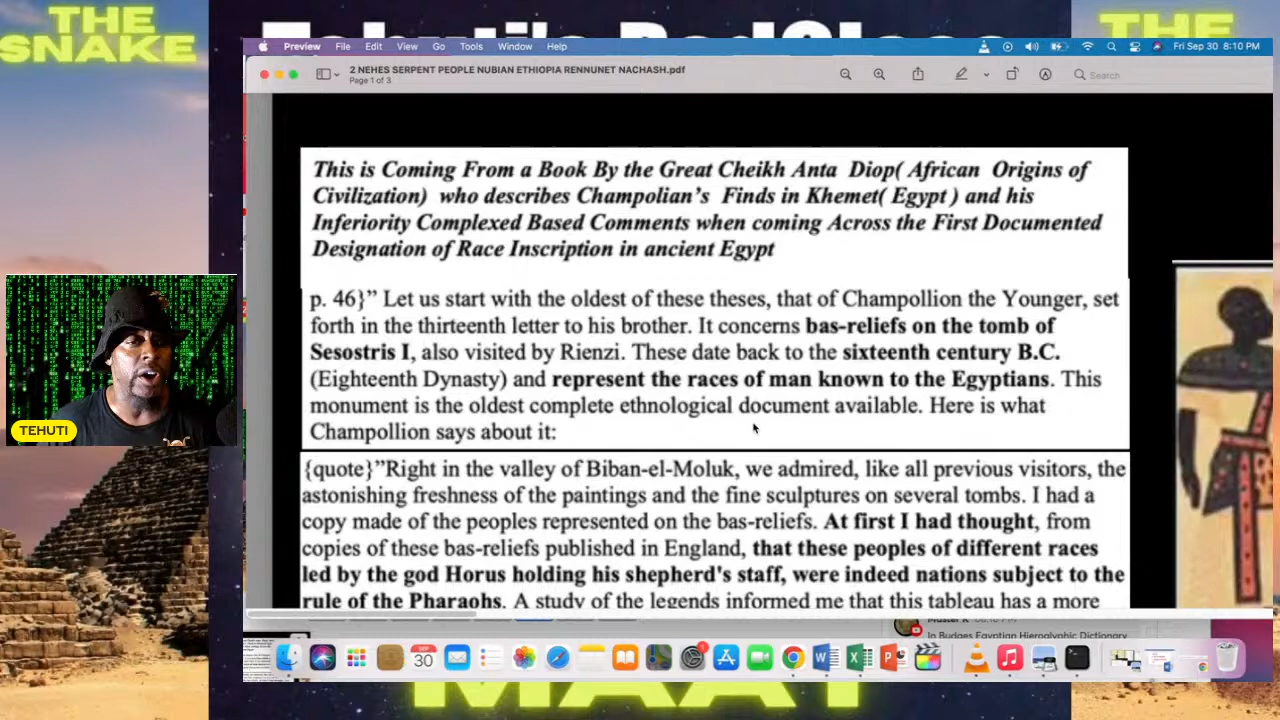 THE
SNAKE
THE
Preview File Edit View Go Tools Window Help
Fri Sep 30 8:10 PM
2 NEHES SERPENT PEOPLE NUBIAN ETHIOPIA RENNUNET NACHASH.pdf
Page 1 of 3
Search
This is Coming From a Book By the Great Cheikh Anta Diop( African Origins of
Civilization) who describes Champolian's Finds in Khemet( Egypt ) and his
Inferiority Complexed Based Comments when coming Across the First Documented
Designation of Race Inscription in ancient Egypt
p. 46}” Let us start with the oldest of these theses, that of Champollion the Younger, set
forth in the thirteenth letter to his brother. It concerns bas-reliefs on the tomb of
Sesostris I, also visited by Rienzi. These date back to the sixteenth century B.C.
(Eighteenth Dynasty) and represent the races of man known to the Egyptians. This
monument is the oldest complete ethnological document available. Here is what
Champollion says about it:
{quote}”Right in the valley of Biban-el-Moluk, we admired, like all previous visitors, the
astonishing freshness of the paintings and the fine sculptures on several tombs. I had a
copy made of the peoples represented on the bas-reliefs. At first I had thought, from
copies of these bas-reliefs published in England, that these peoples of different races
led by the god Horus holding his shepherd's staff, were indeed nations subject to the
rule of the Pharaohs. A study of the legends informed me that this tableau has a more
TEHUTI
In Budges Egyptian Hieroglyphic Dictionary
SEP
30
MAAT